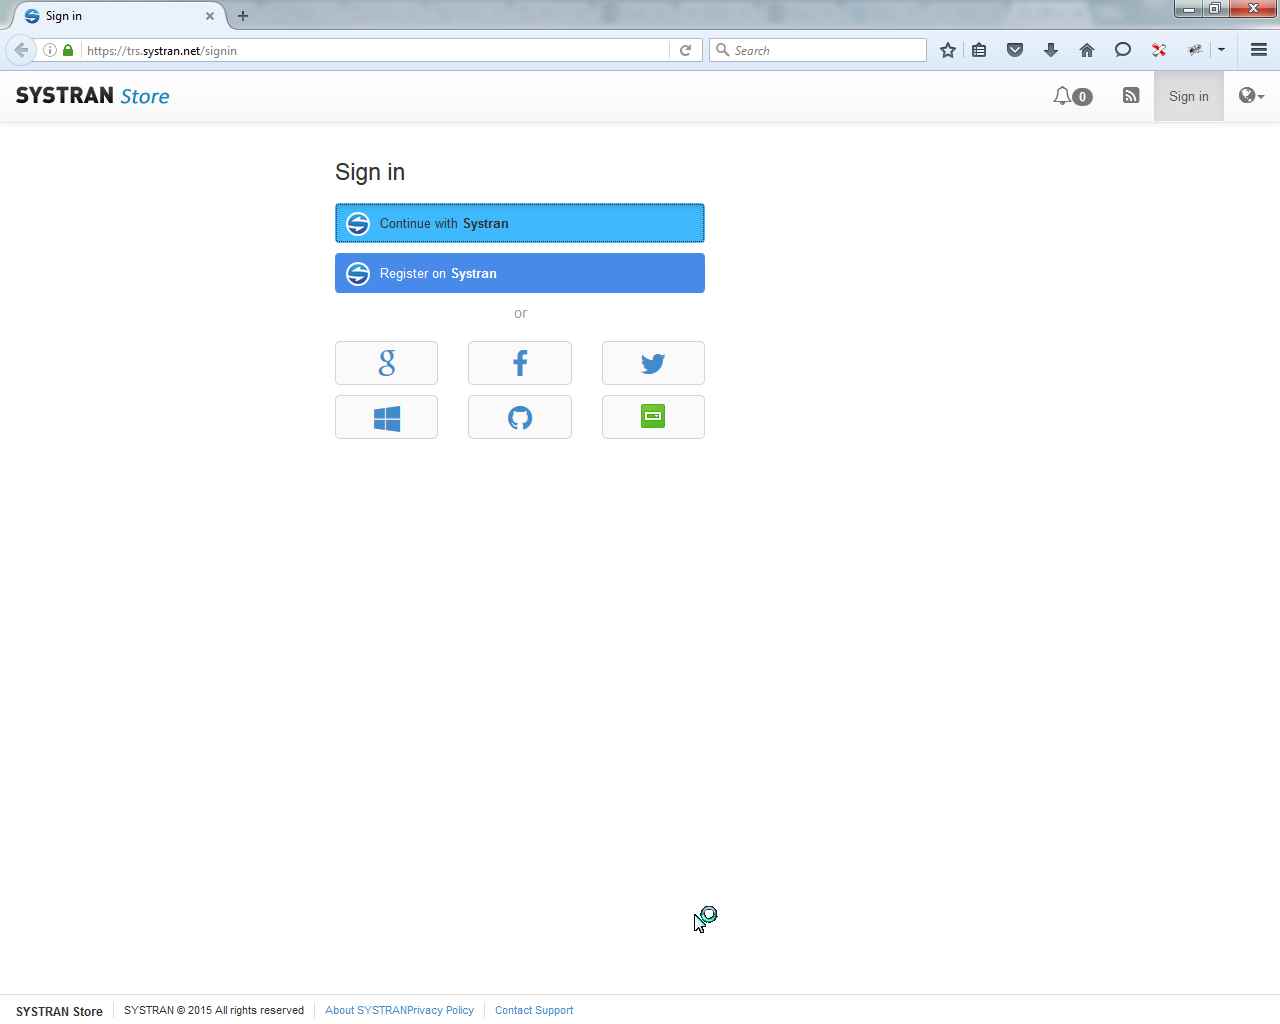 Sign in
https://trs.systran.net/signin
Search
SYSTRAN Store
0
Sign in
Sign in
Continue with Systran
Register on Systran
or
SYSTRAN Store
SYSTRAN © 2015 All rights reserved
About SYSTRANPrivacy Policy
Contact Support